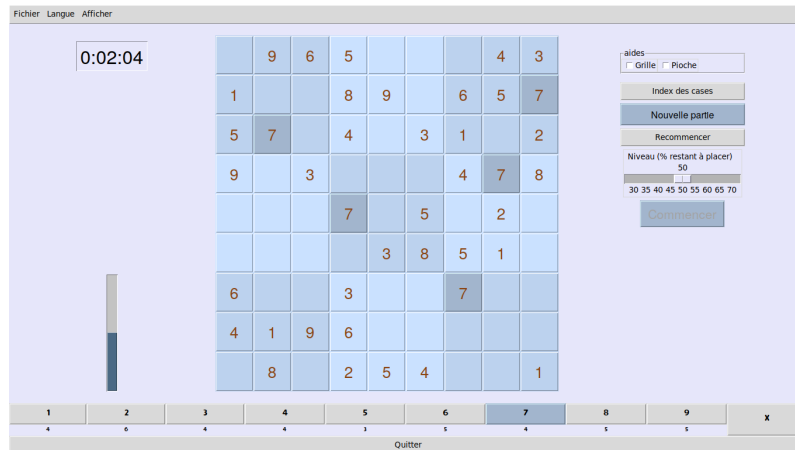 Fichier Langue Afficher
0:02:04
9 6 5 4 3
1 8 9 6 5 7
5 7 4 3 1 2
9 3 4 7 8
7 5 2
3 8 5 1
6 3 7
4 1 9 6
8 2 5 4 1
aides
Grille Pioche
Index des cases
Nouvelle partie
Recommencer
Niveau (% restant à placer)
50
30 35 40 45 50 55 60 65 70
Commencer
1 2 3 4 5 6 7 8 9 x
4 6 4 4 3 5 4 5 5
Quitter